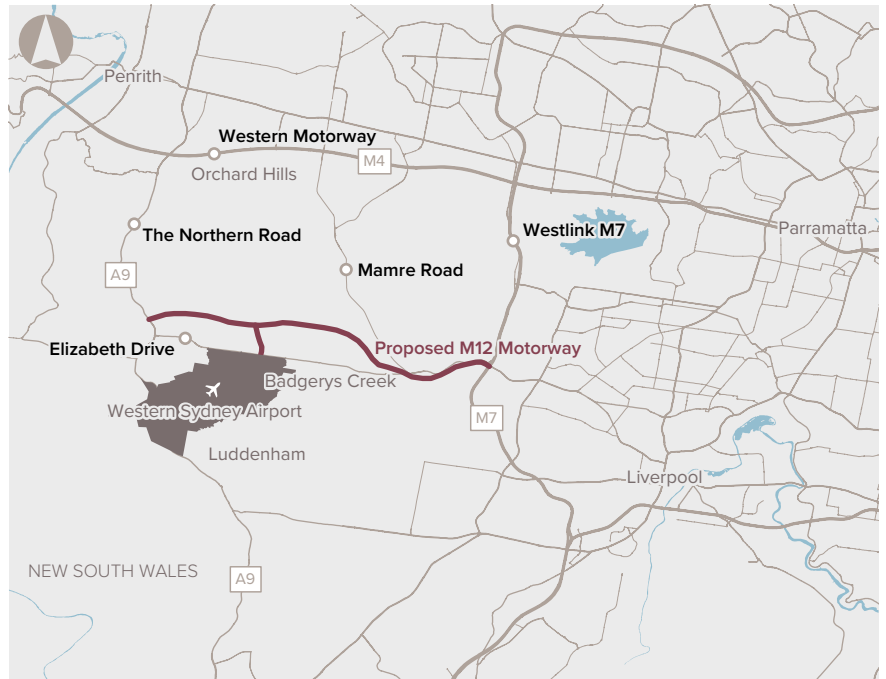 Penrith
Western Motorway
M4
Orchard Hills
Westlink M7
Parramatta
The Northern Road
Mamre Road
A9
Elizabeth Drive
Proposed M12 Motorway
Badgerys Creek
Western Sydney Airport
M7
Luddenham
Liverpool
NEW SOUTH WALES
A9